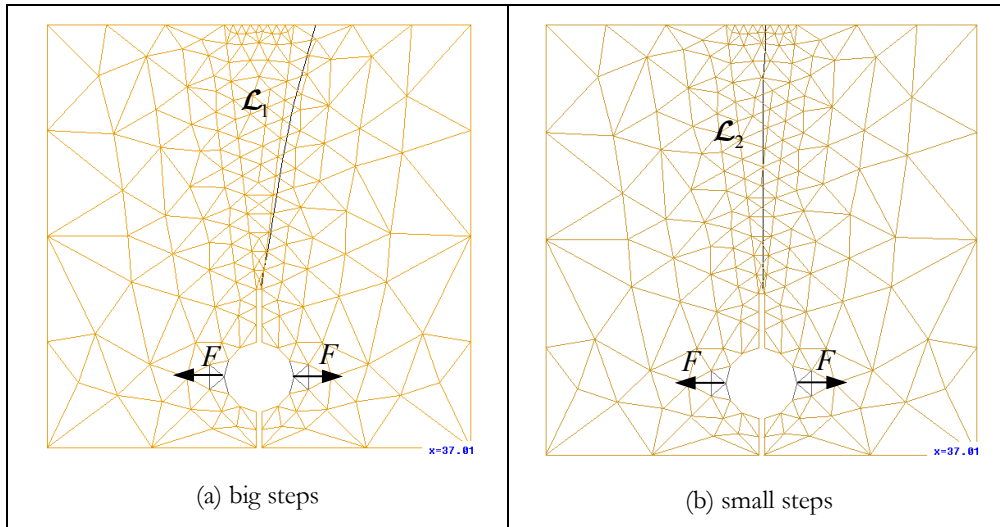 ℒ₁
F
F
x=37.01
(a) big steps
ℒ₂
F
F
x=37.01
(b) small steps